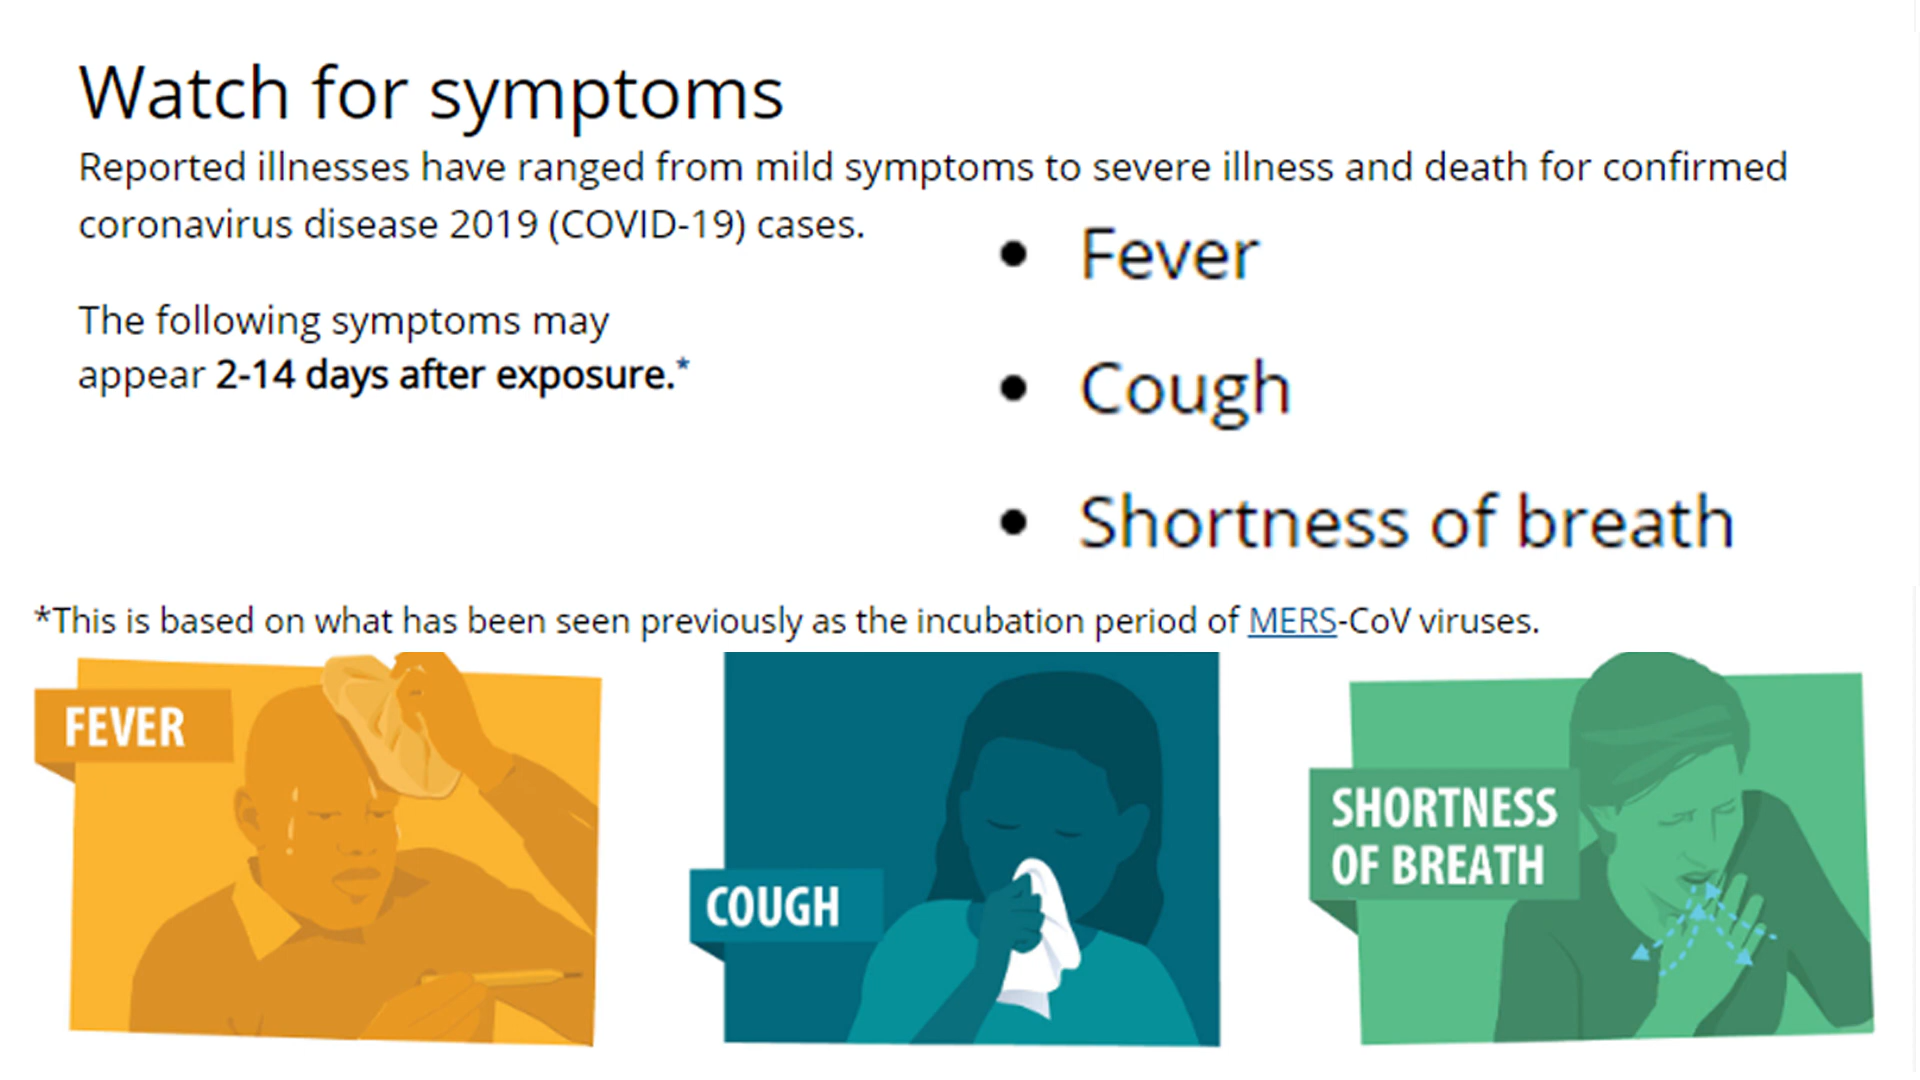 Watch for symptoms
Reported illnesses have ranged from mild symptoms to severe illness and death for confirmed
coronavirus disease 2019 (COVID-19) cases.
The following symptoms may
appear 2-14 days after exposure.*
• Fever
• Cough
• Shortness of breath
*This is based on what has been seen previously as the incubation period of MERS-CoV viruses.
FEVER
COUGH
SHORTNESS
OF BREATH